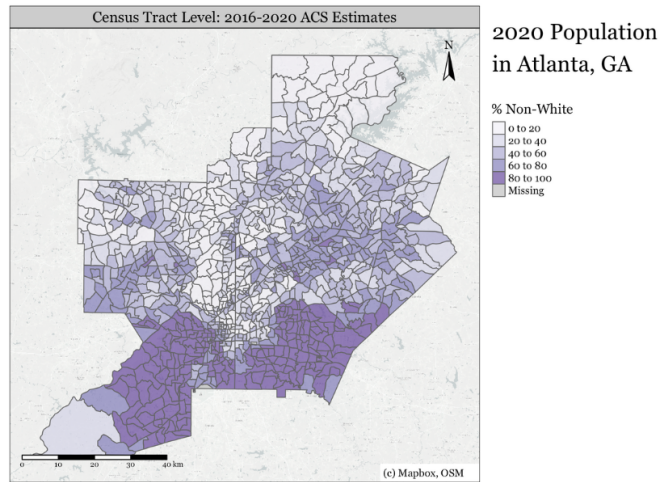 Census Tract Level: 2016-2020 ACS Estimates
2020 Population
in Atlanta, GA
N
% Non-White
0 to 20
20 to 40
40 to 60
60 to 80
80 to 100
Missing
0 10 20 30 40 km
(c) Mapbox, OSM